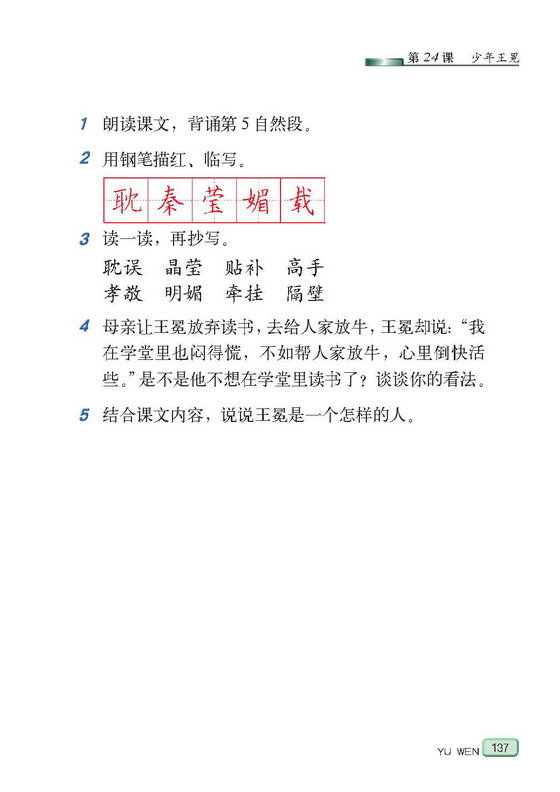 第24课 少年王冕
1 朗读课文，背诵第5自然段。
2 用钢笔描红、临写。
耽 秦 莹 媚 载
3 读一读，再抄写。
耽误 晶莹 贴补 高手
孝敬 明媚 牵挂 隔壁
4 母亲让王冕放弃读书，去给人家放牛，王冕却说：“我
在学堂里也闷得慌，不如帮人家放牛，心里倒快活
些。”是不是他不想在学堂里读书了？谈谈你的看法。
5 结合课文内容，说说王冕是一个怎样的人。
YU WEN 137